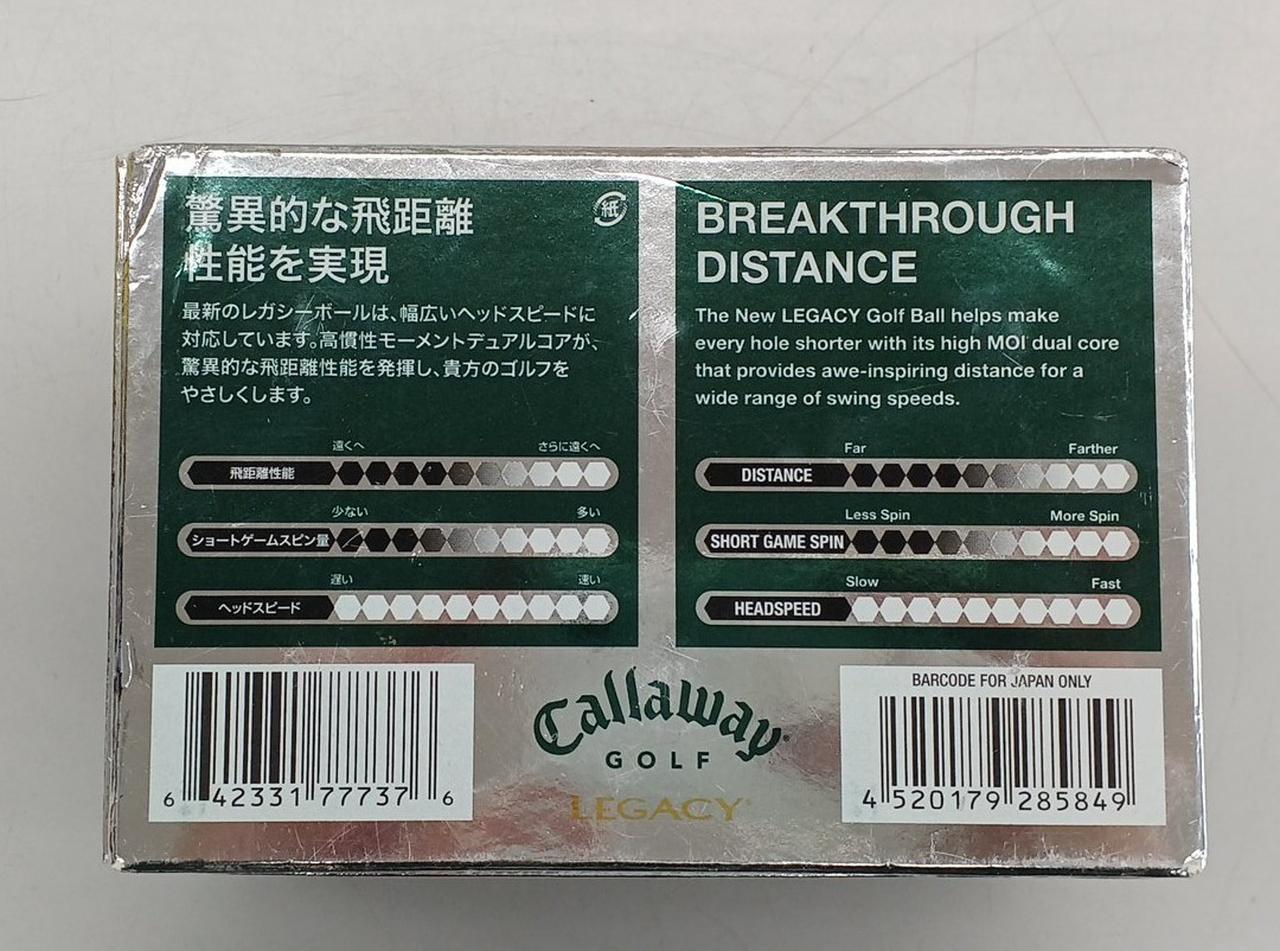 驚異的な飛距離
性能を実現
紙
最新のレガシーボールは、幅広いヘッドスピードに
対応しています。高慣性モーメントデュアルコアが、
驚異的な飛距離性能を発揮し、貴方のゴルフを
やさしくします。
遠くへ さらに遠くへ
飛距離性能
少ない 多い
ショートゲームスピン量
遅い 速い
ヘッドスピード
BREAKTHROUGH
DISTANCE
The New LEGACY Golf Ball helps make
every hole shorter with its high MOI dual core
that provides awe-inspiring distance for a
wide range of swing speeds.
Far Farther
DISTANCE
Less Spin More Spin
SHORT GAME SPIN
Slow Fast
HEADSPEED
6 42331 77737 6
Callaway
GOLF
LEGACY
BARCODE FOR JAPAN ONLY
4 520179 285849